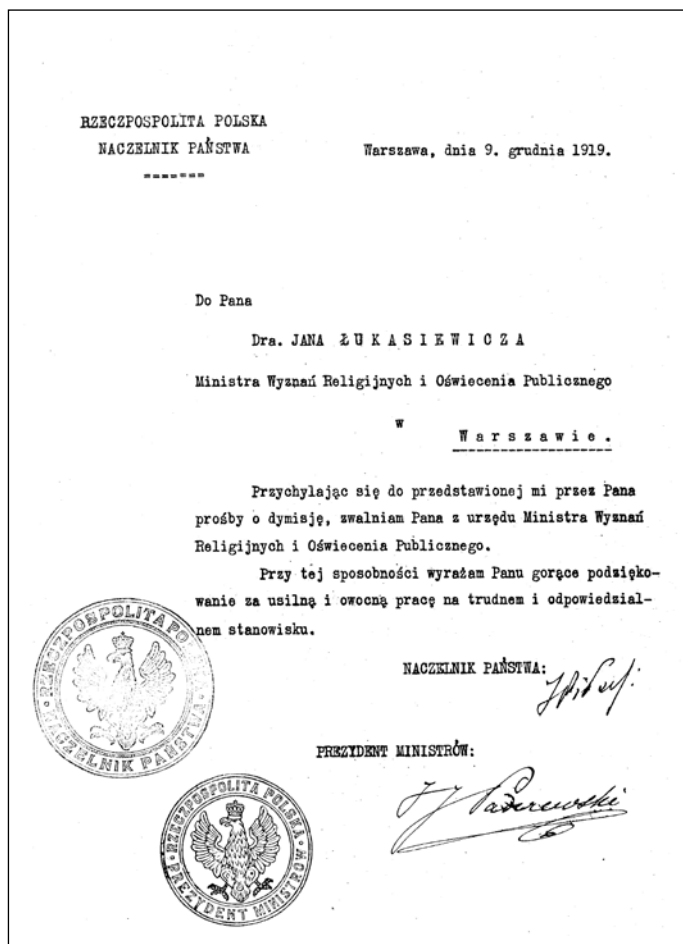 RZECZPOSPOLITA POLSKA
NACZELNIK PAŃSTWA
Warszawa, dnia 9. grudnia 1919.
Do Pana
Dra. JANA ŁUKASIEWICZA
Ministra Wyznań Religijnych i Oświecenia Publicznego
w
Warszawie.
Przychylając się do przedstawionej mi przez Pana
prośby o dymisję, zwalniam Pana z urzędu Ministra Wyznań
Religijnych i Oświecenia Publicznego.
Przy tej sposobności wyrażam Panu gorące podzięko-
wanie za usilną i owocną pracę na trudnem i odpowiedzial-
nem stanowisku.
NACZELNIK PAŃSTWA:
PREZYDENT MINISTRÓW:
I J Paderewski
RZECZPOSPOLITA PO
NACZELNIK PAŃSTWA
RZECZPOSPOLITA POLSKA
PREZYDENT MINISTRÓW